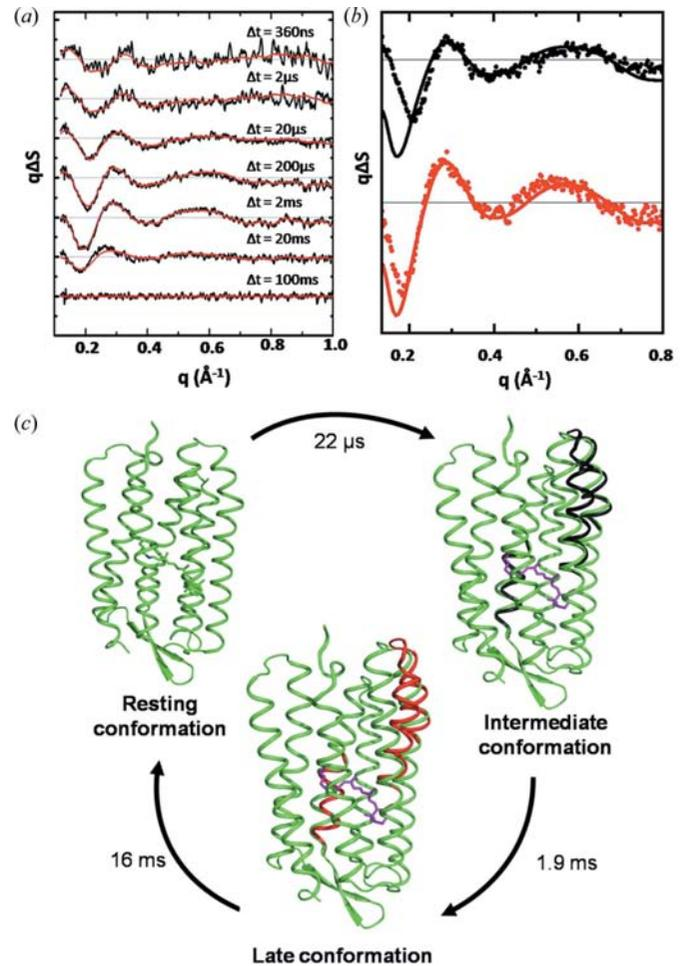 (a)
Δt = 360ns
Δt = 2μs
Δt = 20μs
Δt = 200μs
Δt = 2ms
Δt = 20ms
Δt = 100ms
qΔS
0.2 0.4 0.6 0.8 1.0
q (Å⁻¹)
(b)
qΔS
0.2 0.4 0.6 0.8
q (Å⁻¹)
(c)
22 μs
Resting
conformation
Intermediate
conformation
16 ms
1.9 ms
Late conformation